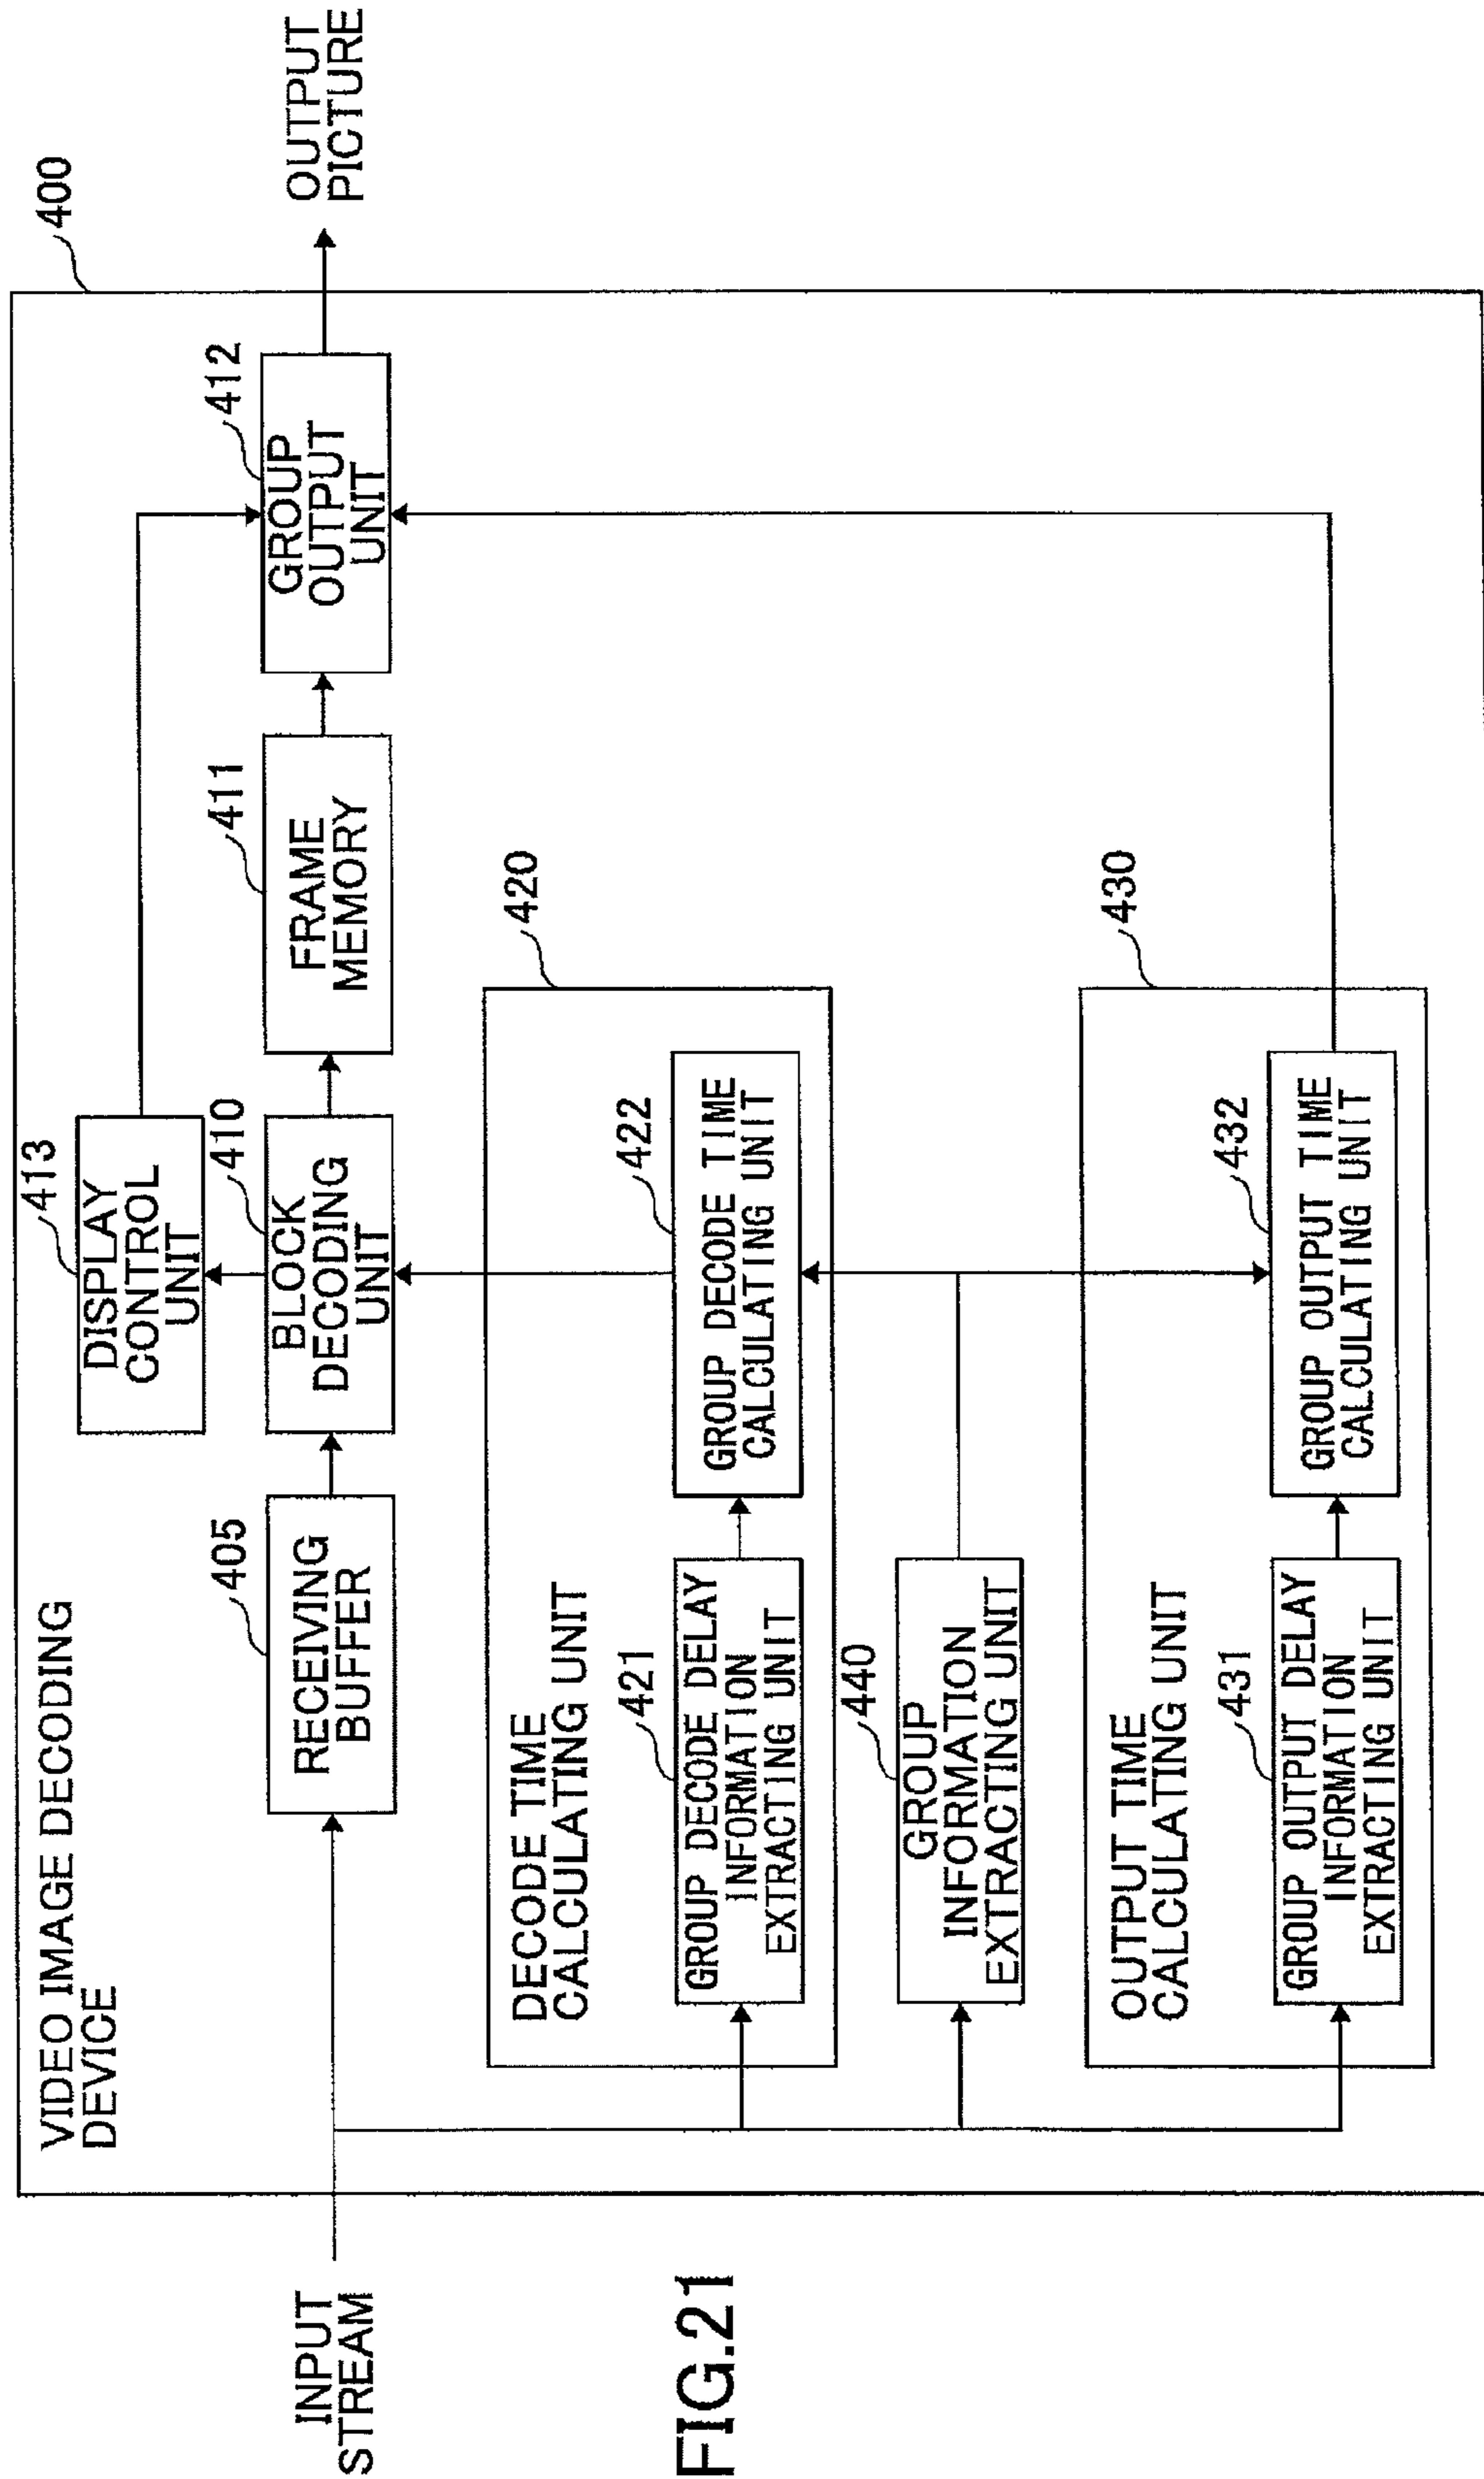 FIG.21
VIDEO IMAGE DECODING
DEVICE
400
INPUT
STREAM
405
RECEIVING
BUFFER
413
DISPLAY
CONTROL
UNIT
410
BLOCK
DECODING
UNIT
411
FRAME
MEMORY
412
GROUP
OUTPUT
UNIT
OUTPUT
PICTURE
DECODE TIME
CALCULATING UNIT
420
421
GROUP DECODE DELAY
INFORMATION
EXTRACTING UNIT
422
GROUP DECODE TIME
CALCULATING UNIT
440
GROUP
INFORMATION
EXTRACTING UNIT
OUTPUT TIME
CALCULATING UNIT
430
431
GROUP OUTPUT DELAY
INFORMATION
EXTRACTING UNIT
432
GROUP OUTPUT TIME
CALCULATING UNIT